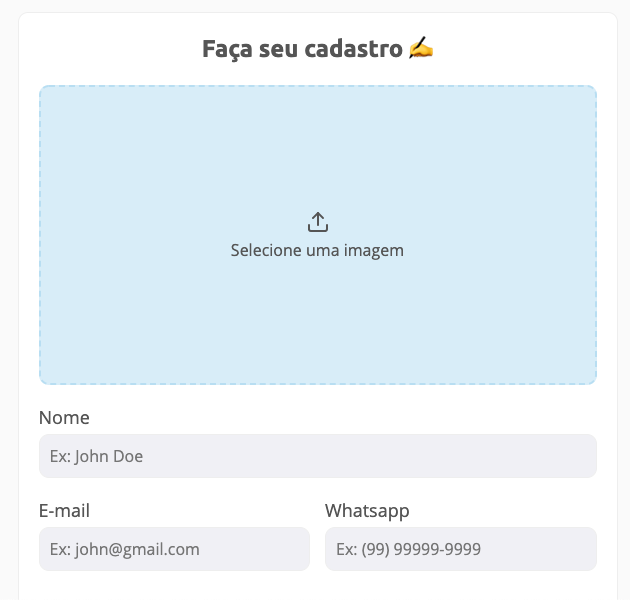 Faça seu cadastro ✍️
Selecione uma imagem
Nome
Ex: John Doe
E-mail
Whatsapp
Ex: john@gmail.com
Ex: (99) 99999-9999